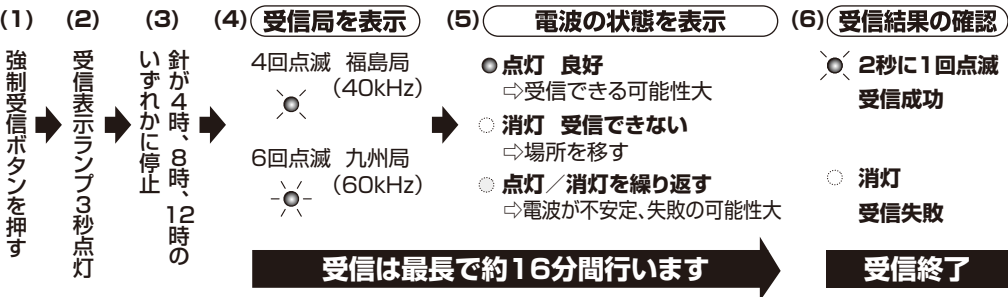 (1)
強制受信ボタンを押す
(2)
受信表示ランプ3秒点灯
(3)
針が4時、8時、12時の
いずれかに停止
(4) 受信局を表示
4回点滅 福島局
(40kHz)
6回点滅 九州局
(60kHz)
(5) 電波の状態を表示
点灯 良好
⇨受信できる可能性大
消灯 受信できない
⇨場所を移す
点灯／消灯を繰り返す
⇨電波が不安定、失敗の可能性大
受信は最長で約16分間行います
(6) 受信結果の確認
2秒に1回点滅
受信成功
消灯
受信失敗
受信終了